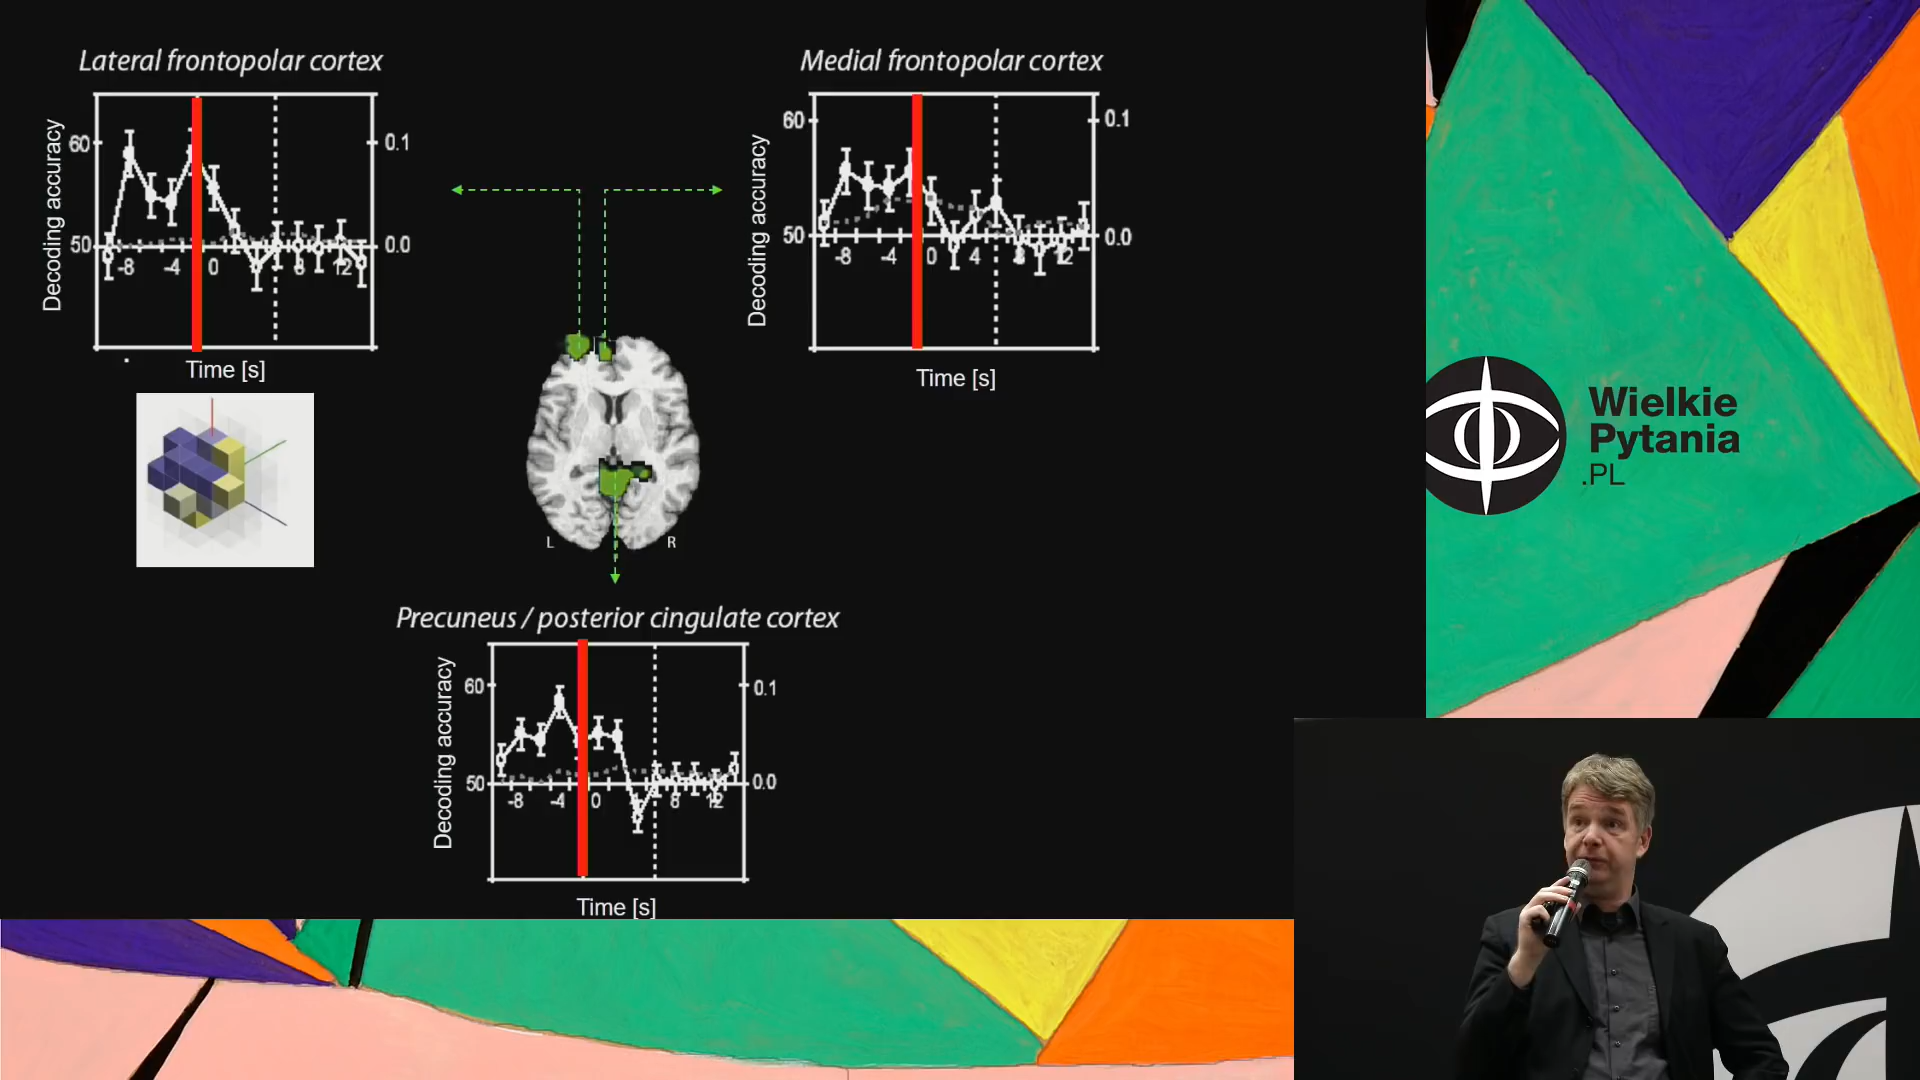 Lateral frontopolar cortex
Decoding accuracy
60
50
0.1
0.0
-8 -4 0 8 12
Time [s]
Medial frontopolar cortex
Decoding accuracy
60
50
0.1
0.0
-8 -4 0 4 12
Time [s]
L R
Precuneus / posterior cingulate cortex
Decoding accuracy
60
50
0.1
0.0
-8 -4 0 8 12
Time [s]
Wielkie
Pytania
.PL